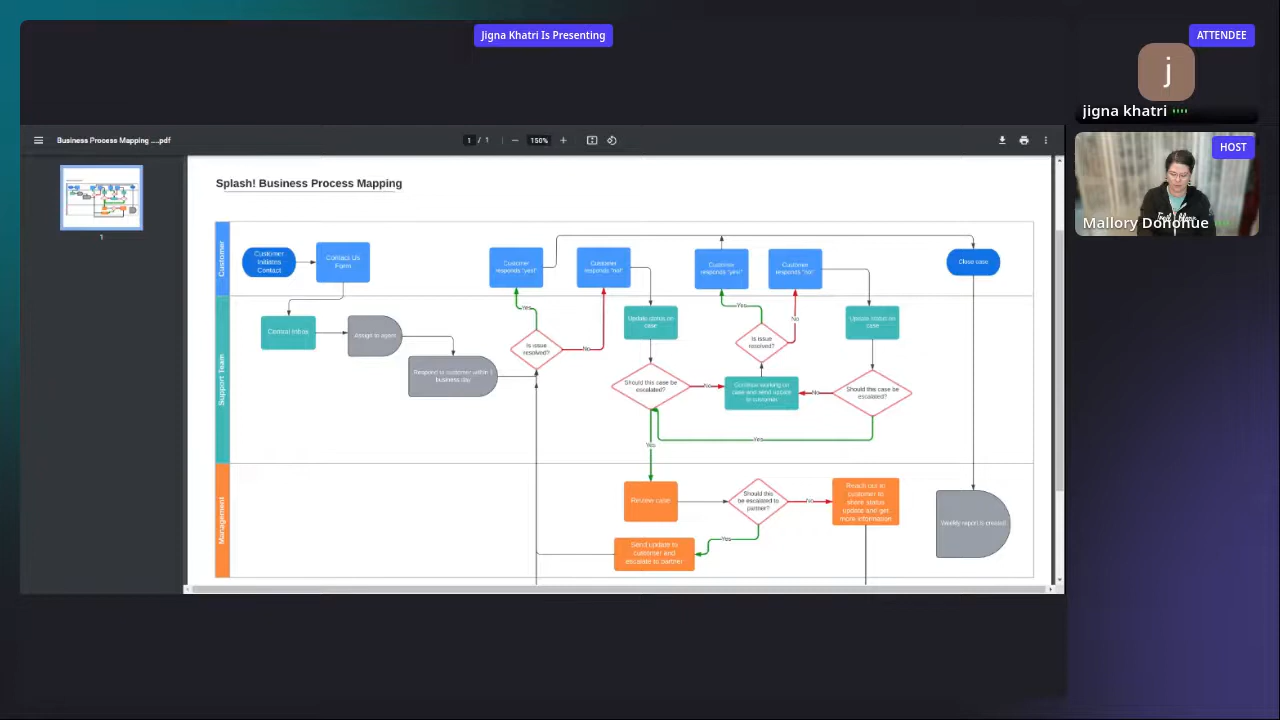 Jigna Khatri Is Presenting
ATTENDEE
j
jigna khatri
HOST
Mallory Donohue
Business Process Mapping ....pdf
1 / 1
150%
1
Splash! Business Process Mapping
Customer
Customer
Initiates
Contact
Contact Us
Form
Customer
responds "yes"
Customer
responds "no"
Customer
responds "yes"
Customer
responds "no"
Close case
Support Team
Central Inbox
Assign to agent
Respond to customer within 1
business day
Yes
Is issue
resolved?
No
Update status on
case
Should this case be
escalated?
No
Yes
Is issue
resolved?
No
Continue working on
case and send update
to customer
Update status on
case
No
Should this case be
escalated?
Yes
Yes
Management
Review case
Should this
be escalated to
partner?
No
Reach out to
customer to
share status
update and get
more information
Yes
Send update to
customer and
escalate to partner
Weekly report is created